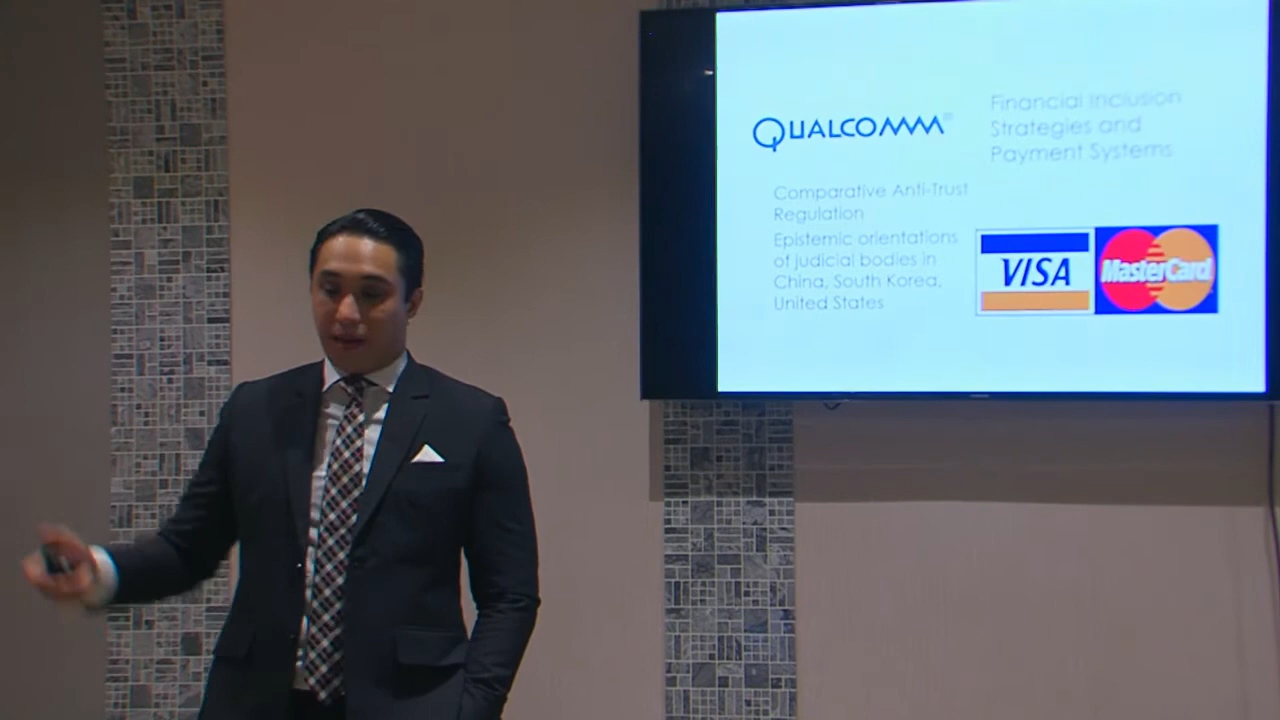 QUALCOMM®
Comparative Anti-Trust
Regulation
Epistemic orientations
of judicial bodies in
China, South Korea,
United States
Financial Inclusion
Strategies and
Payment Systems
VISA
MasterCard